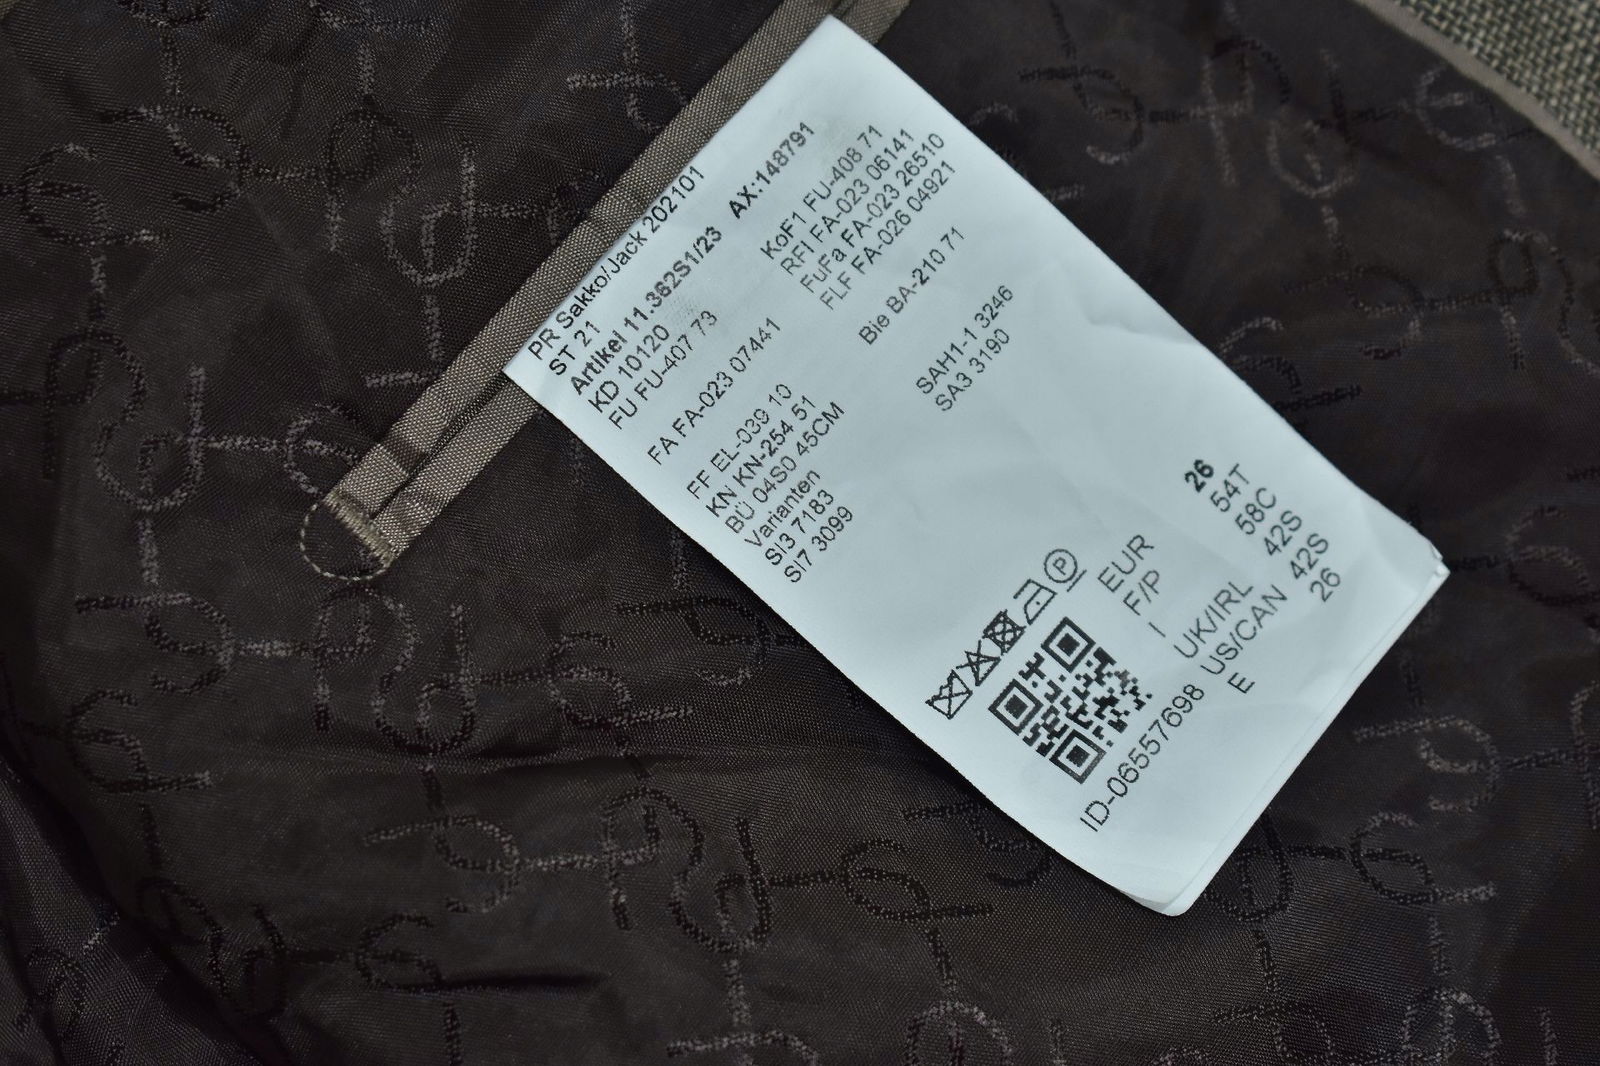 PR Sakko/Jack 202101
ST 21
Artikel 11.362S1/23 AX:148791
KD 10120
FU FU-407 73
KoF1 FU-408 71
RFI FA-023 06141
FuFa FA-023 26510
FLF FA-026 04921
FA FA-023 07441
Bie BA-210 71
FF EL-039 10
KN KN-254 51
BÜ 04S0 45CM
Varianten
SI3 7183
SI7 3099
SAH1-1 3246
SA3 3190
P
EUR 26
F/P 54T
I 58C
UK/IRL 42S
US/CAN 42S
E 26
ID-06557698